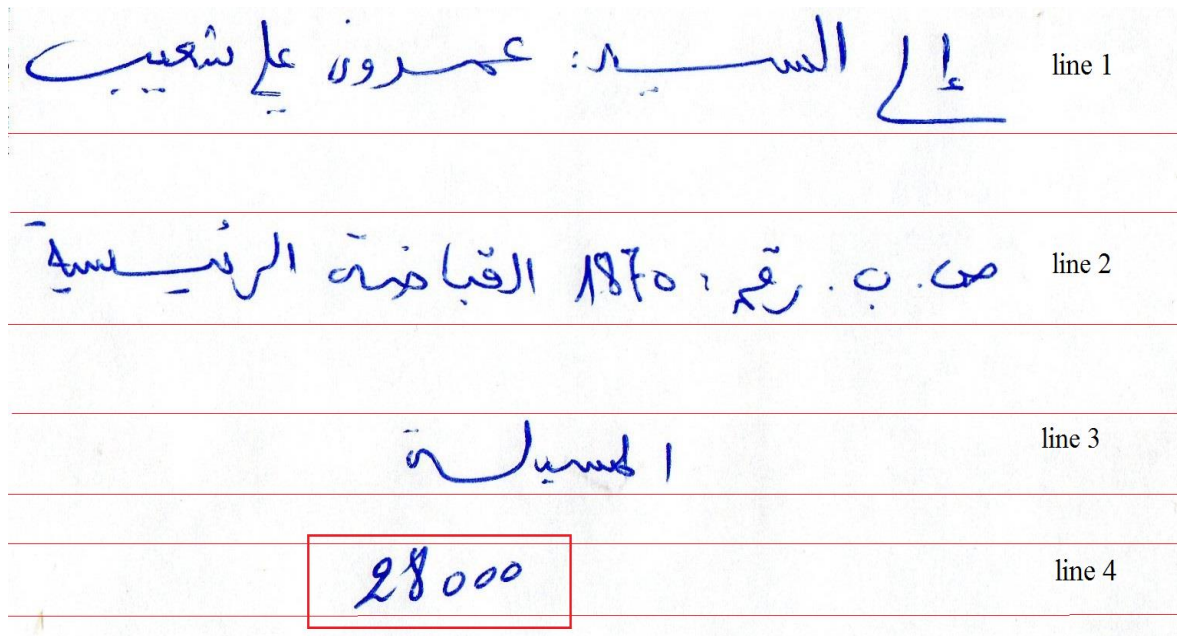 إلى السيد: عمرون علي شعيب line 1
ص. ب. رقم: 1870 القباضة الرئيسية line 2
المسيلة line 3
28000 line 4